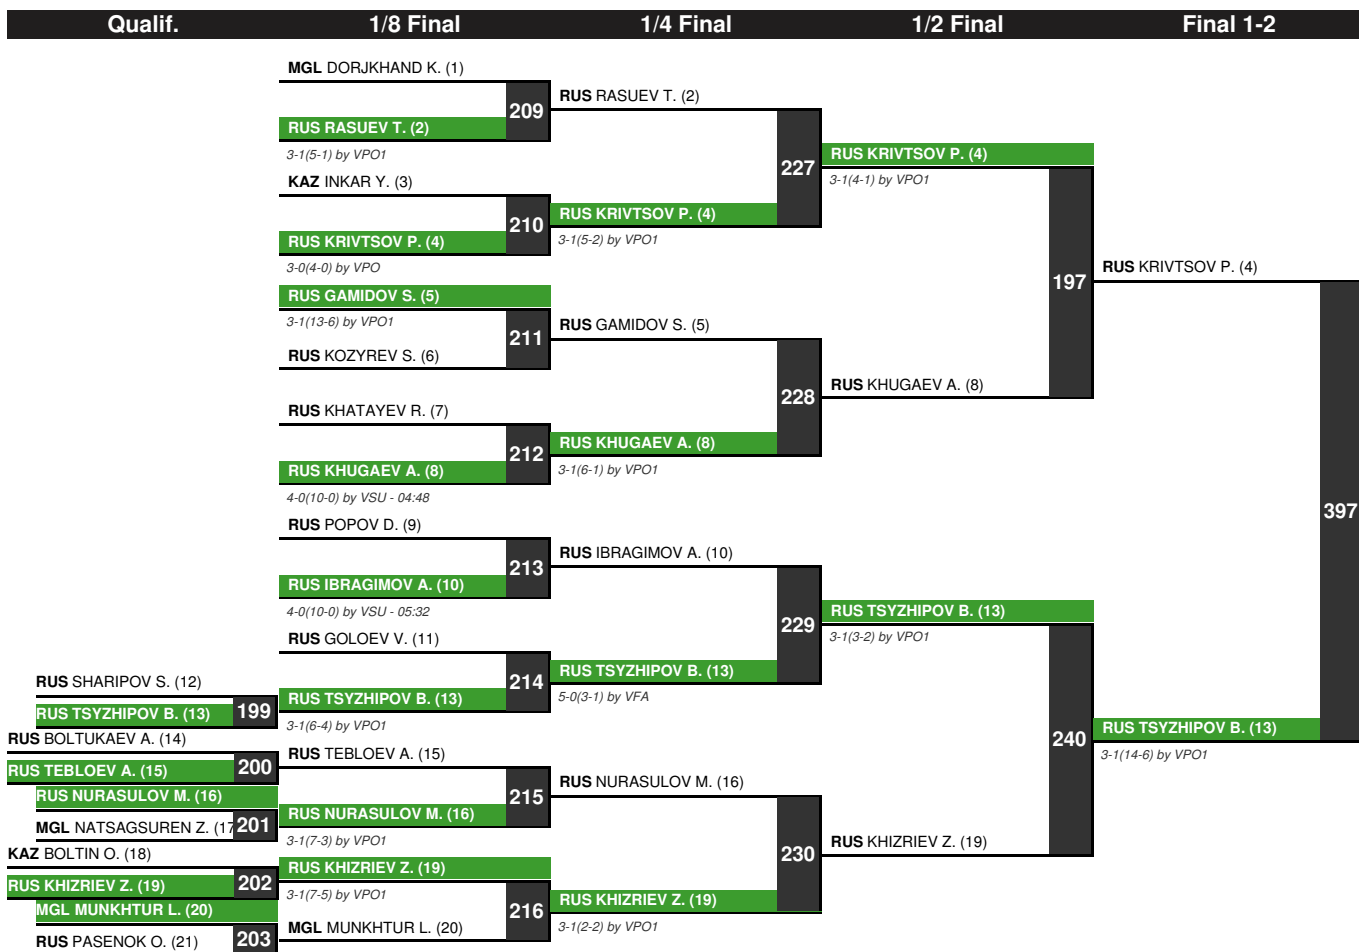 Qualif.
1/8 Final
1/4 Final
1/2 Final
Final 1-2
MGL DORJKHAND K. (1)
209
RUS RASUEV T. (2)
3-1(5-1) by VPO1
KAZ INKAR Y. (3)
210
RUS KRIVTSOV P. (4)
3-0(4-0) by VPO
RUS GAMIDOV S. (5)
3-1(13-6) by VPO1
211
RUS KOZYREV S. (6)
RUS KHATAYEV R. (7)
212
RUS KHUGAEV A. (8)
4-0(10-0) by VSU - 04:48
RUS POPOV D. (9)
213
RUS IBRAGIMOV A. (10)
4-0(10-0) by VSU - 05:32
RUS GOLOEV V. (11)
214
RUS TSYZHIPOV B. (13)
3-1(6-4) by VPO1
RUS TEBLOEV A. (15)
215
RUS NURASULOV M. (16)
3-1(7-3) by VPO1
RUS KHIZRIEV Z. (19)
3-1(7-5) by VPO1
216
MGL MUNKHTUR L. (20)
RUS SHARIPOV S. (12)
RUS TSYZHIPOV B. (13)
199
RUS BOLTUKAEV A. (14)
200
RUS TEBLOEV A. (15)
RUS NURASULOV M. (16)
MGL NATSAGSUREN Z. (17
201
KAZ BOLTIN O. (18)
202
RUS KHIZRIEV Z. (19)
MGL MUNKHTUR L. (20)
RUS PASENOK O. (21)
203
RUS RASUEV T. (2)
227
RUS KRIVTSOV P. (4)
3-1(5-2) by VPO1
RUS GAMIDOV S. (5)
228
RUS KHUGAEV A. (8)
3-1(6-1) by VPO1
RUS IBRAGIMOV A. (10)
229
RUS TSYZHIPOV B. (13)
5-0(3-1) by VFA
RUS NURASULOV M. (16)
230
RUS KHIZRIEV Z. (19)
3-1(2-2) by VPO1
RUS KRIVTSOV P. (4)
3-1(4-1) by VPO1
197
RUS KHUGAEV A. (8)
RUS TSYZHIPOV B. (13)
3-1(3-2) by VPO1
240
RUS KHIZRIEV Z. (19)
RUS KRIVTSOV P. (4)
397
RUS TSYZHIPOV B. (13)
3-1(14-6) by VPO1